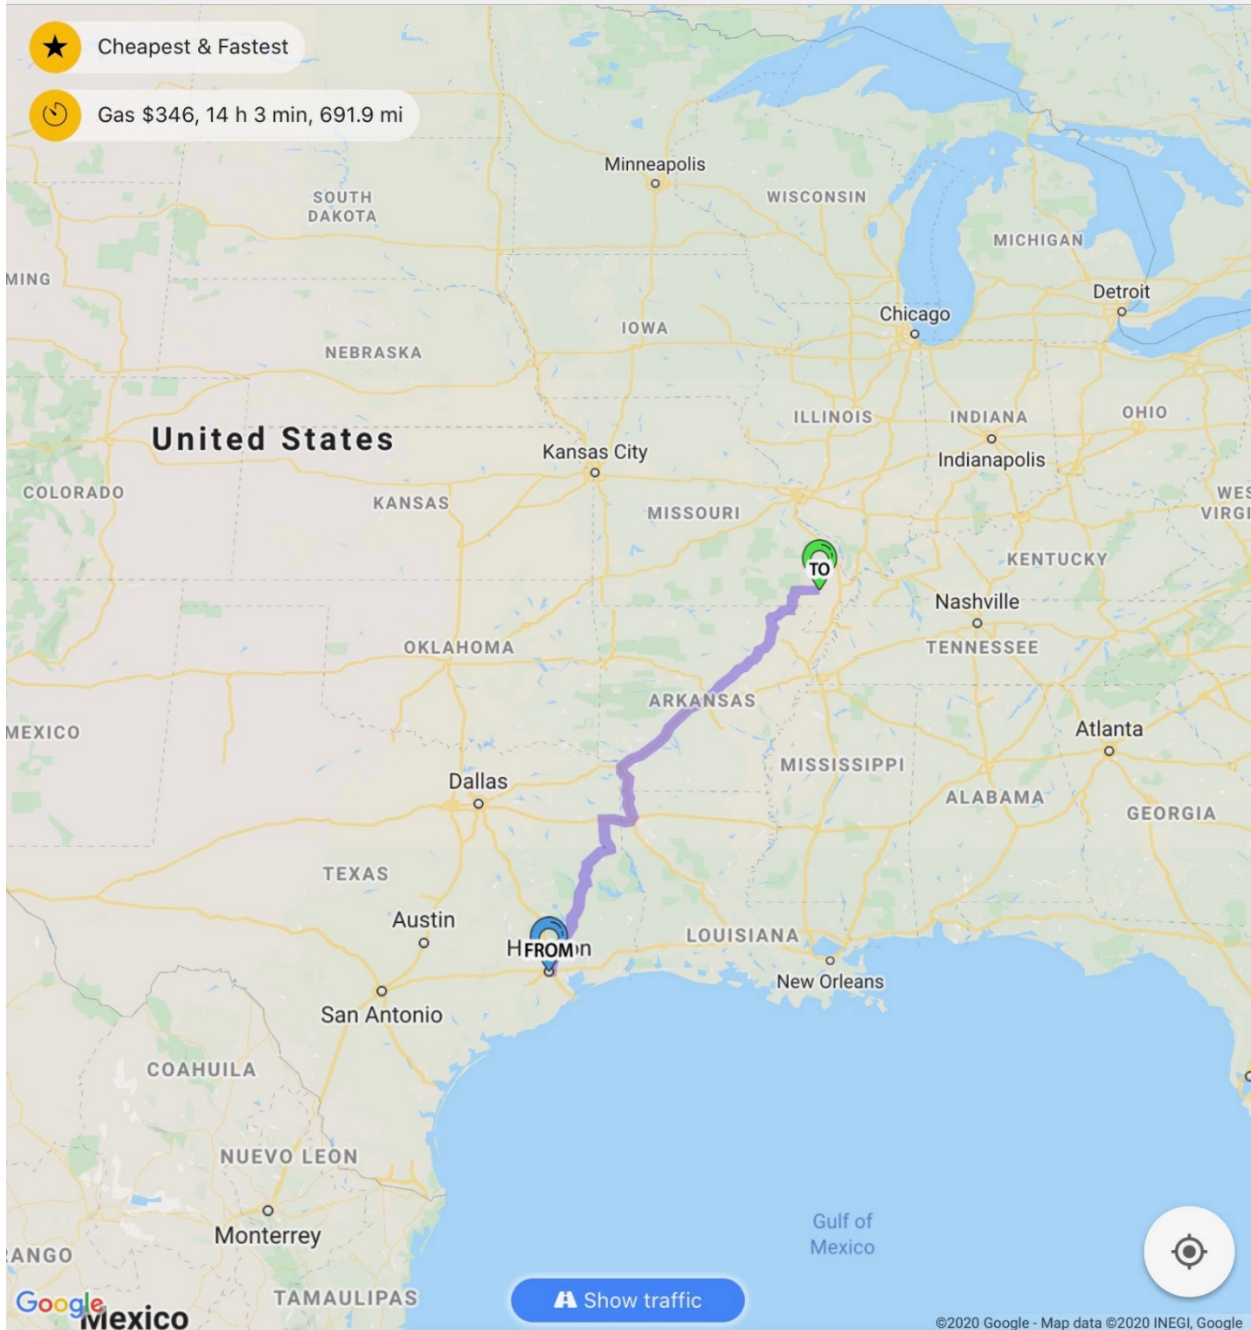 Cheapest & Fastest
Gas $346, 14 h 3 min, 691.9 mi
Minneapolis
SOUTH
DAKOTA
WISCONSIN
MICHIGAN
MING
Detroit
Chicago
IOWA
NEBRASKA
ILLINOIS
INDIANA
OHIO
United States
Kansas City
Indianapolis
COLORADO
KANSAS
MISSOURI
WES
VIRGI
KENTUCKY
TO
Nashville
OKLAHOMA
TENNESSEE
ARKANSAS
MEXICO
Atlanta
MISSISSIPPI
Dallas
ALABAMA
GEORGIA
TEXAS
Austin
LOUISIANA
H FROM on
New Orleans
San Antonio
COAHUILA
NUEVO LEON
Gulf of
Mexico
Monterrey
RANGO
TAMAULIPAS
Show traffic
Google
Mexico
©2020 Google - Map data ©2020 INEGI, Google